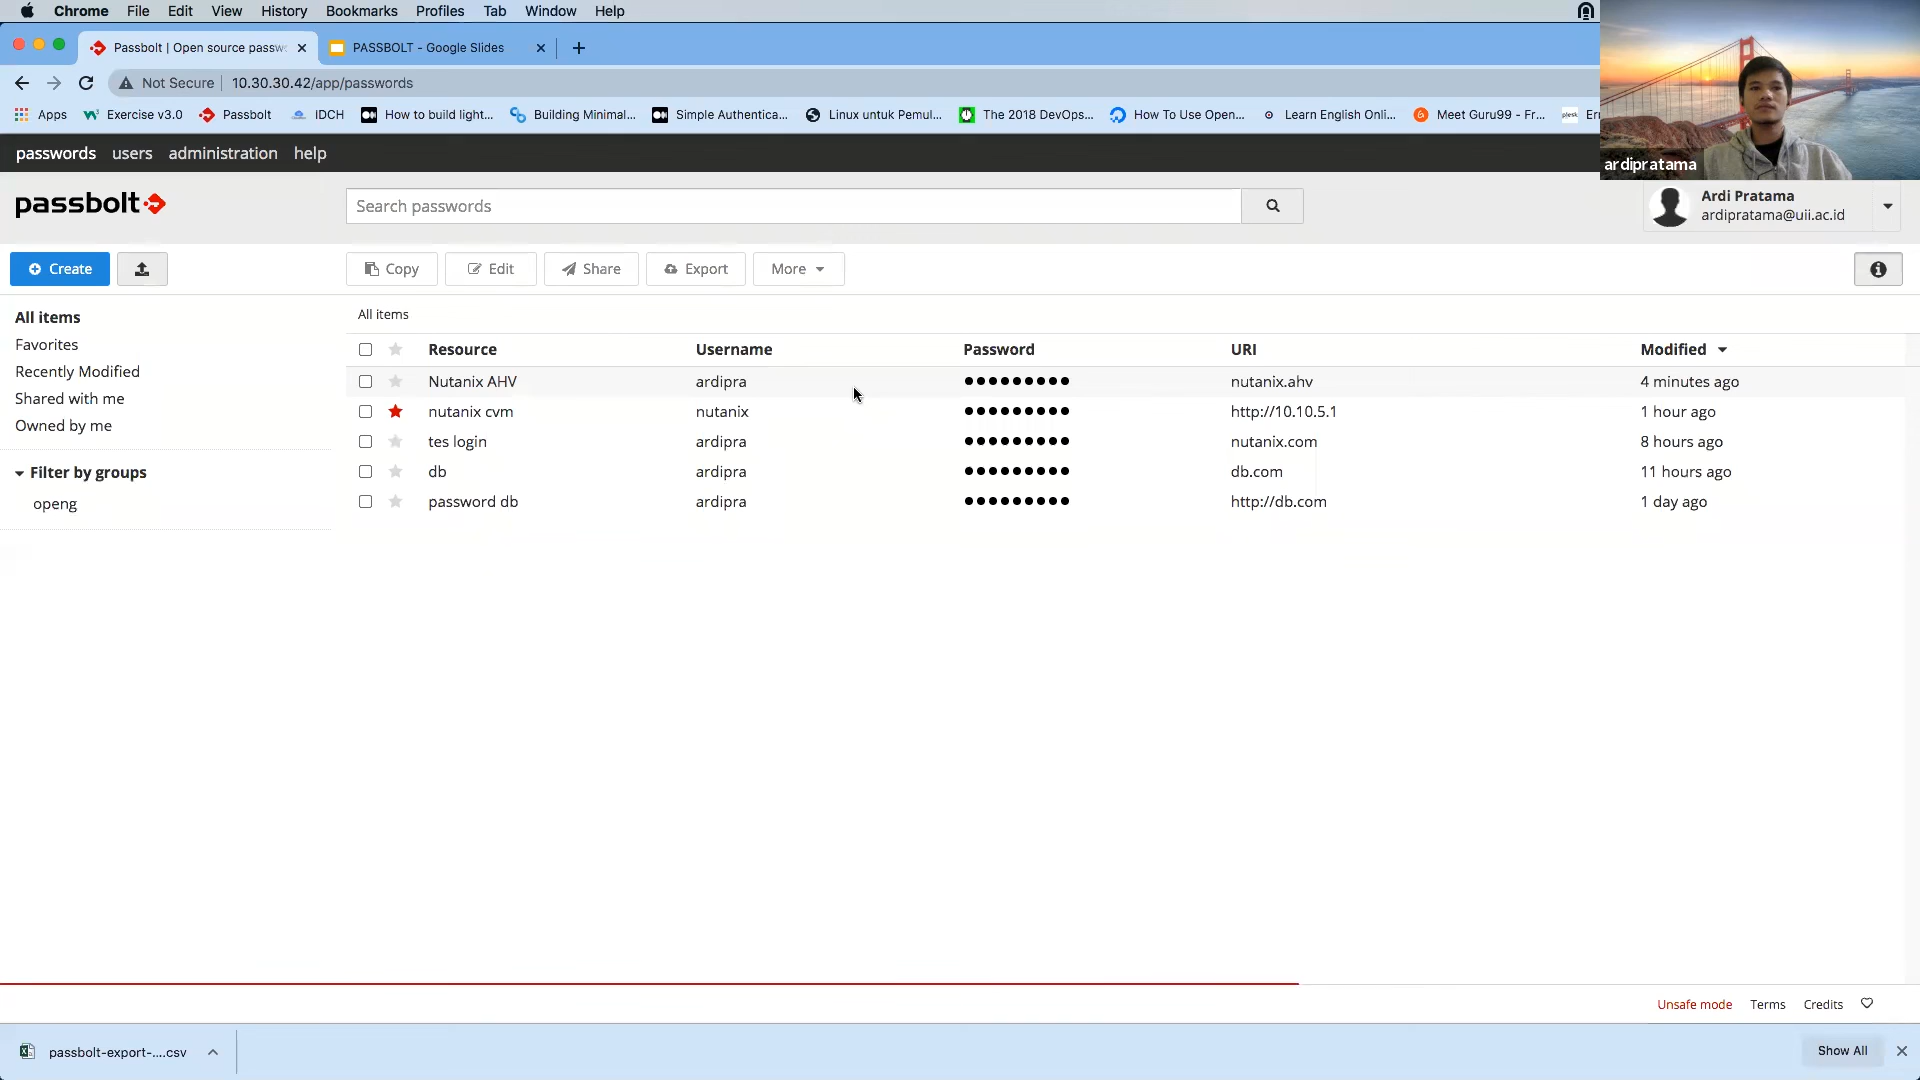 Chrome File Edit View History Bookmarks Profiles Tab Window Help
Passbolt | Open source passw
PASSBOLT - Google Slides
Not Secure 10.30.30.42/app/passwords
Apps Exercise v3.0 Passbolt IDCH How to build light... Building Minimal... Simple Authentica... Linux untuk Pemul... The 2018 DevOps... How To Use Open... Learn English Onli... Meet Guru99 - Fr... plesk
ardipratama
passwords users administration help
passbolt
Search passwords
Ardi Pratama
ardipratama@uii.ac.id
Create
Copy Edit Share Export More
All items
Favorites
Recently Modified
Shared with me
Owned by me
Filter by groups
openg
All items
Resource Username Password URI Modified
Nutanix AHV ardipra ●●●●●●●●● nutanix.ahv 4 minutes ago
nutanix cvm nutanix ●●●●●●●●● http://10.10.5.1 1 hour ago
tes login ardipra ●●●●●●●●● nutanix.com 8 hours ago
db ardipra ●●●●●●●●● db.com 11 hours ago
password db ardipra ●●●●●●●●● http://db.com 1 day ago
Unsafe mode Terms Credits
passbolt-export-....csv
Show All